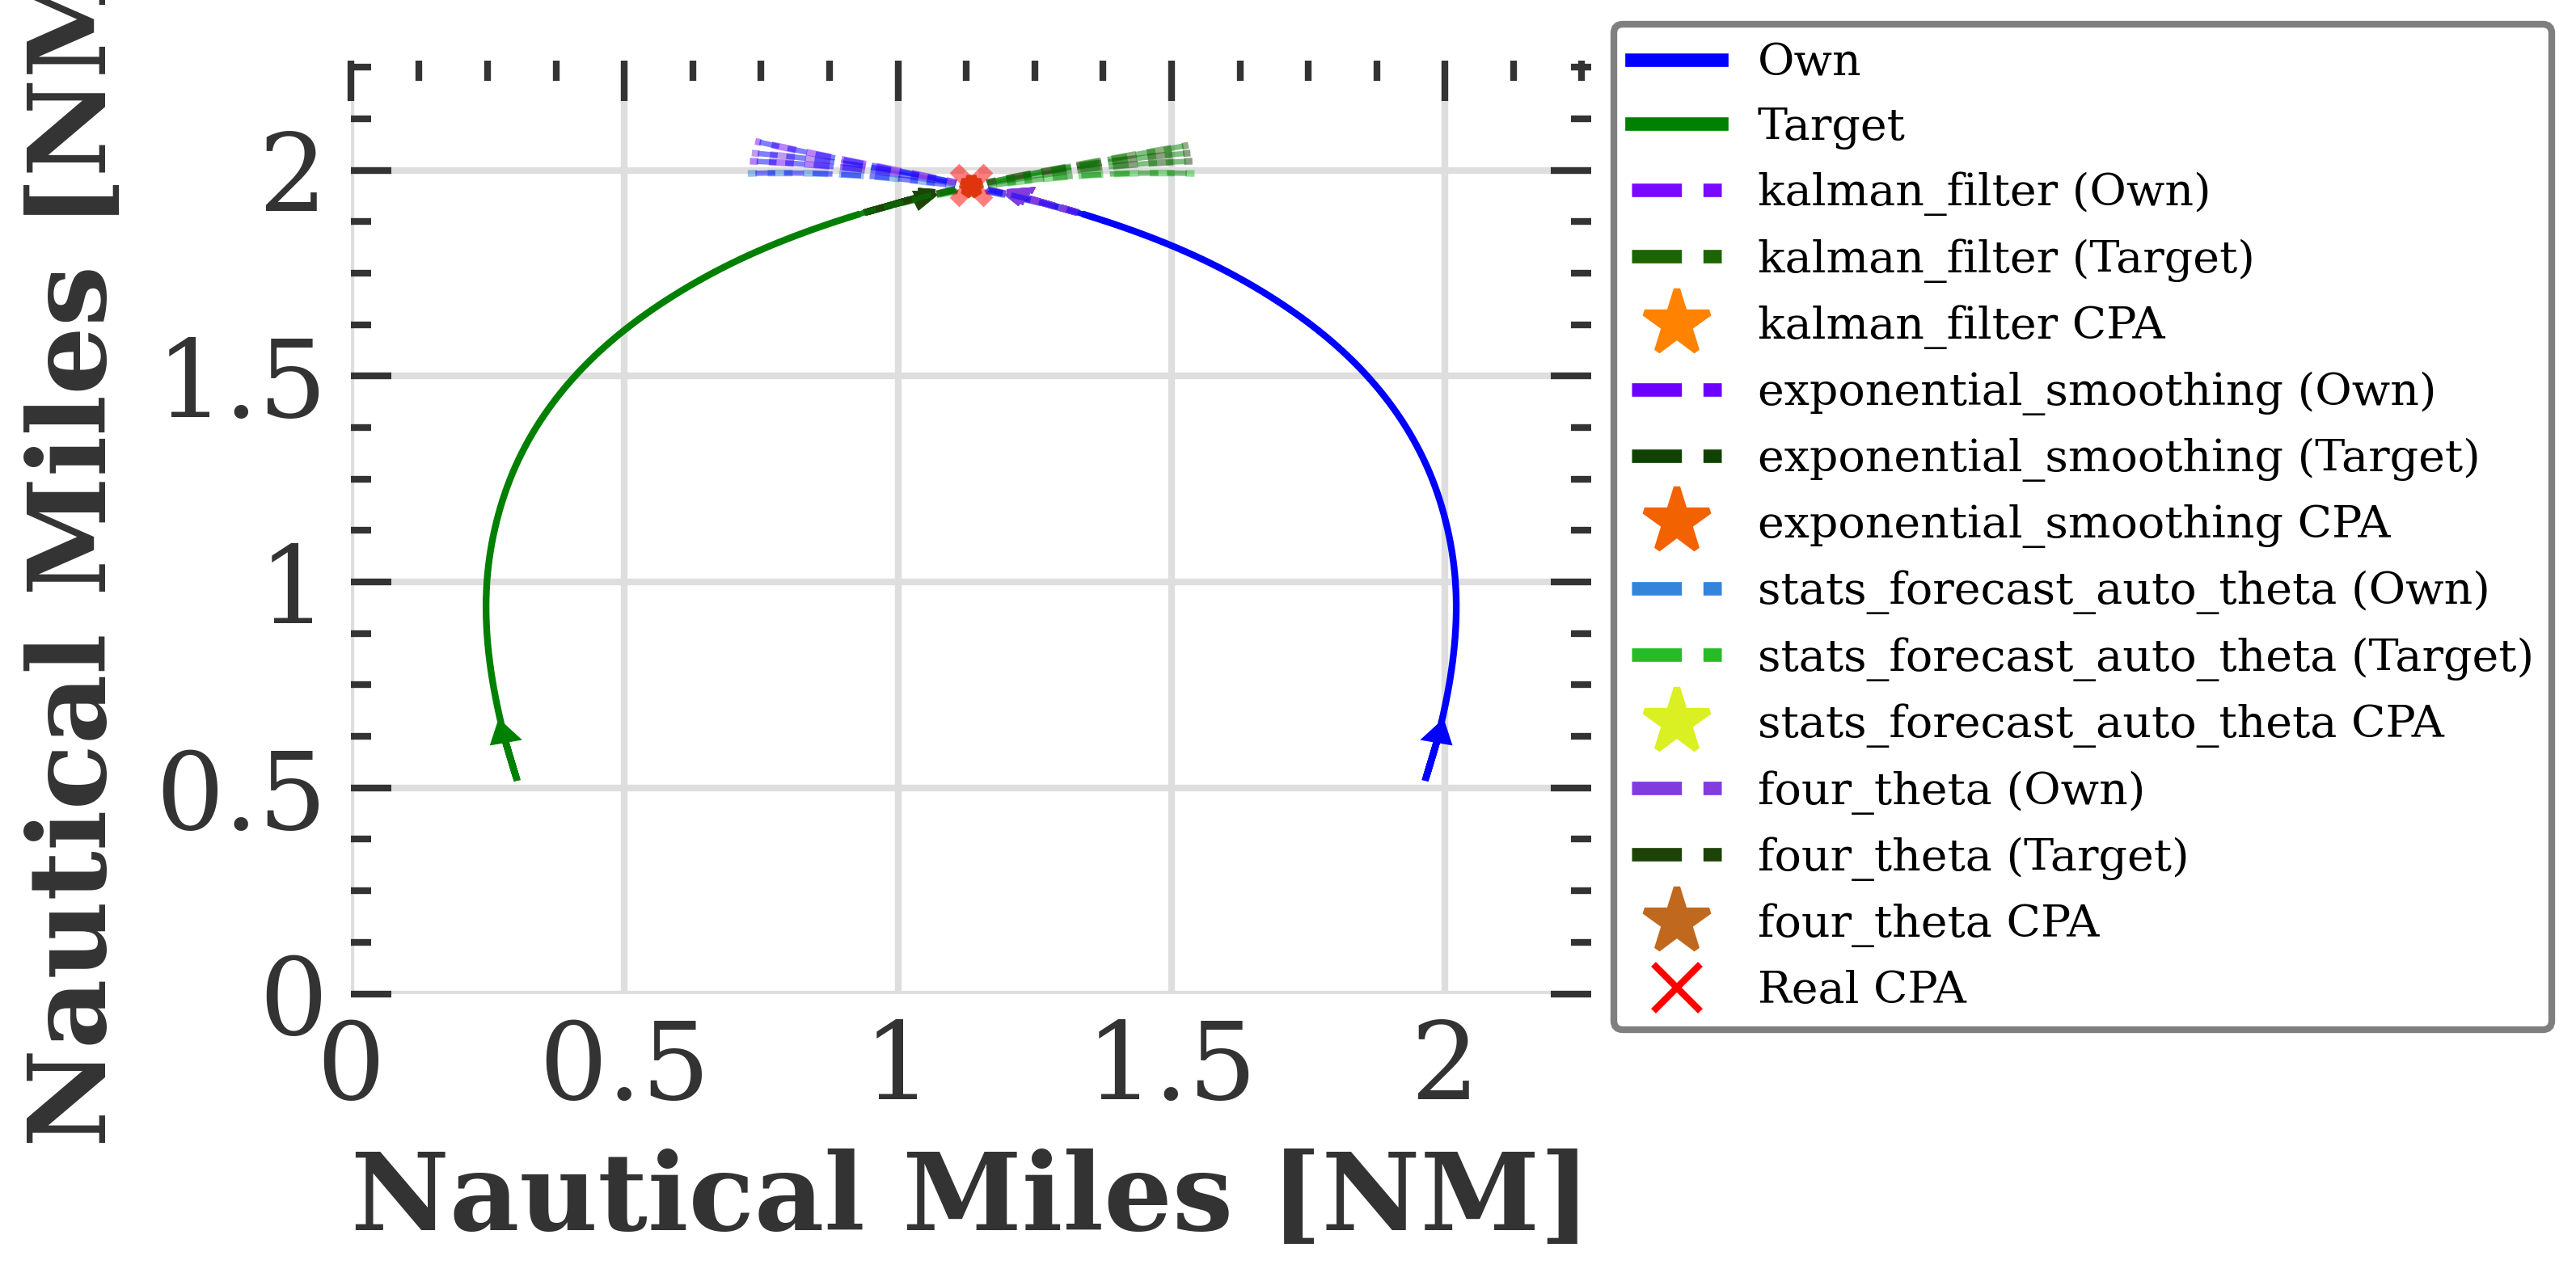 Nautical Miles [NM
2
1.5
1
0.5
0
0 0.5 1 1.5 2
Nautical Miles [NM]
Own
Target
kalman_filter (Own)
kalman_filter (Target)
kalman_filter CPA
exponential_smoothing (Own)
exponential_smoothing (Target)
exponential_smoothing CPA
stats_forecast_auto_theta (Own)
stats_forecast_auto_theta (Target)
stats_forecast_auto_theta CPA
four_theta (Own)
four_theta (Target)
four_theta CPA
Real CPA